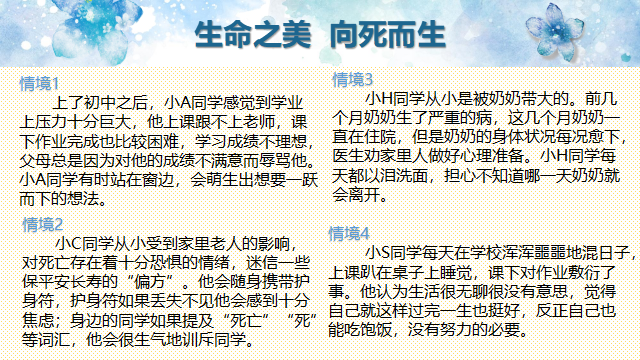 生命之美 向死而生
情境1
上了初中之后，小A同学感觉到学业
上压力十分巨大，他上课跟不上老师，课
下作业完成也比较困难，学习成绩不理想，
父母总是因为对他的成绩不满意而辱骂他。
小A同学有时站在窗边，会萌生出想要一跃
而下的想法。
情境2
小C同学从小受到家里老人的影响，
对死亡存在着十分恐惧的情绪，迷信一些
保平安长寿的“偏方”。他会随身携带护
身符，护身符如果丢失不见他会感到十分
焦虑；身边的同学如果提及“死亡”“死”
等词汇，他会很生气地训斥同学。
情境3
小H同学从小是被奶奶带大的。前几
个月奶奶生了严重的病，这几个月奶奶一
直在住院，但是奶奶的身体状况每况愈下，
医生劝家里人做好心理准备。小H同学每
天都以泪洗面，担心不知道哪一天奶奶就
会离开。
情境4
小S同学每天在学校浑浑噩噩地混日子，
上课趴在桌子上睡觉，课下对作业敷衍了
事。他认为生活很无聊很没有意思，觉得
自己就这样过完一生也挺好，反正自己也
能吃饱饭，没有努力的必要。